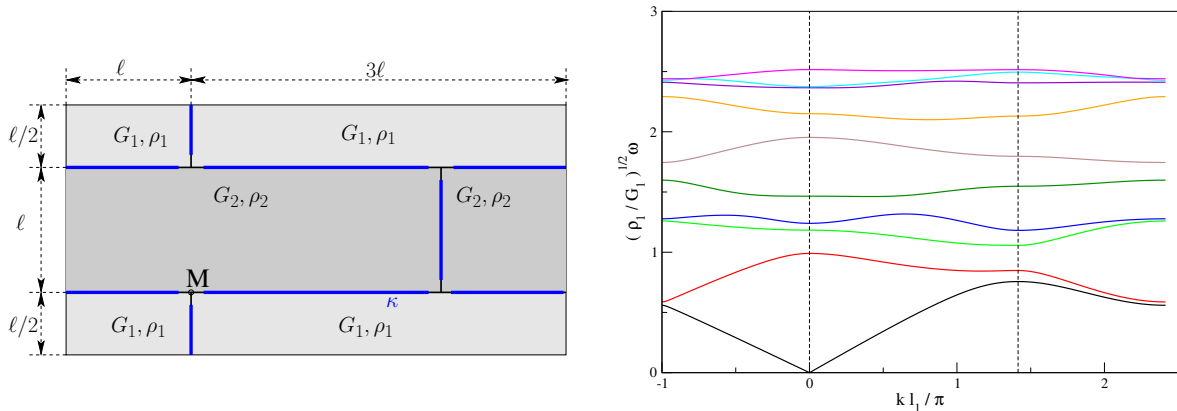 ℓ
3ℓ
ℓ/2
G₁, ρ₁
G₁, ρ₁
ℓ
G₂, ρ₂
G₂, ρ₂
M
κ
ℓ/2
G₁, ρ₁
G₁, ρ₁
3
2
1
0
(ρ₁ / G₁)^1/2 ω
-1
0
1
2
k l₁ / π